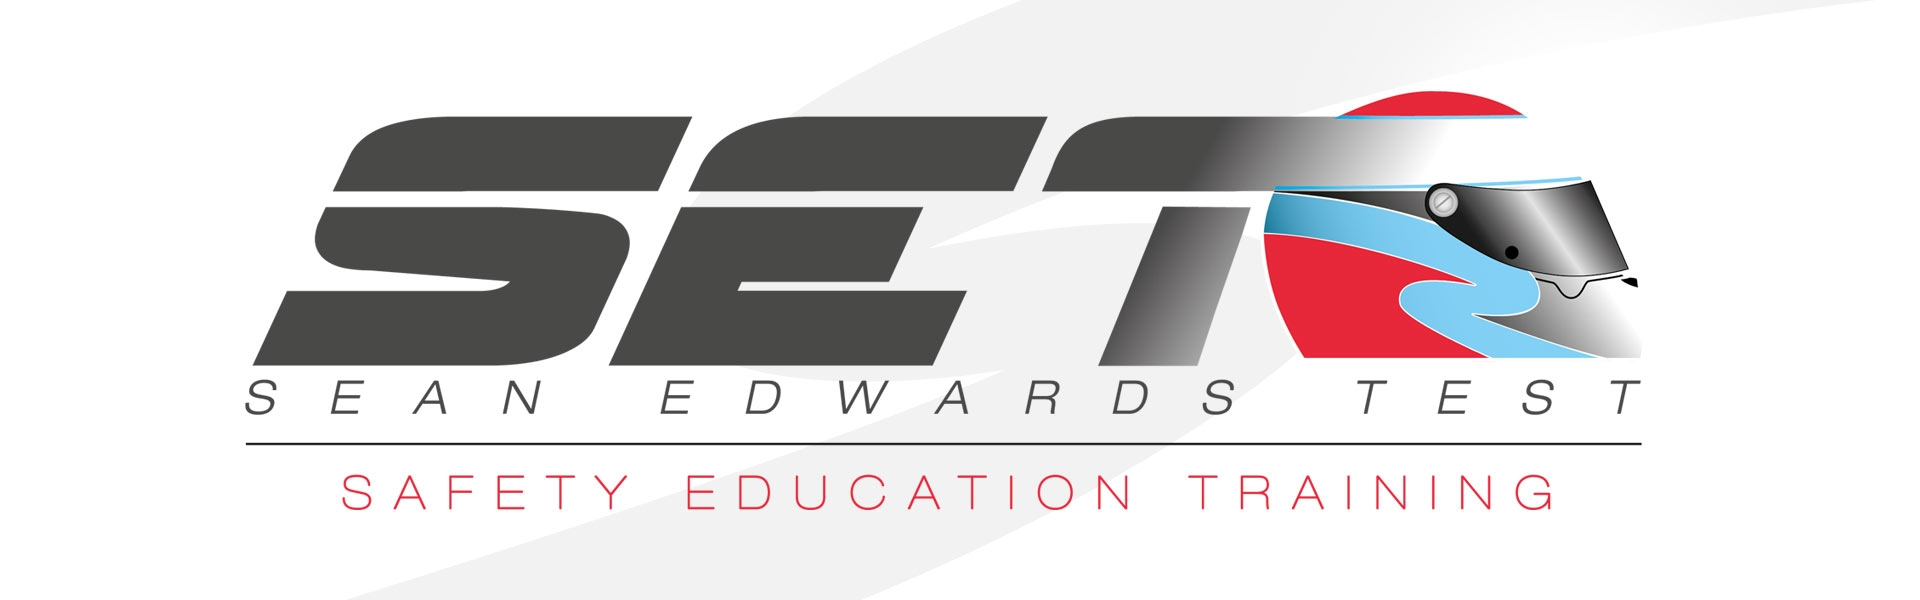 SET
SEAN EDWARDS TEST
SAFETY EDUCATION TRAINING